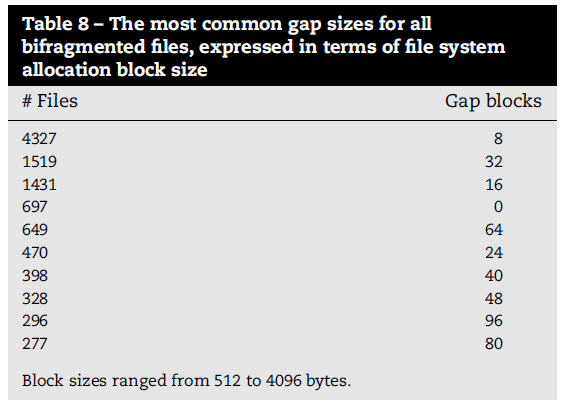 Table 8 – The most common gap sizes for all
bifragmented files, expressed in terms of file system
allocation block size
# Files Gap blocks
4327 8
1519 32
1431 16
697 0
649 64
470 24
398 40
328 48
296 96
277 80
Block sizes ranged from 512 to 4096 bytes.